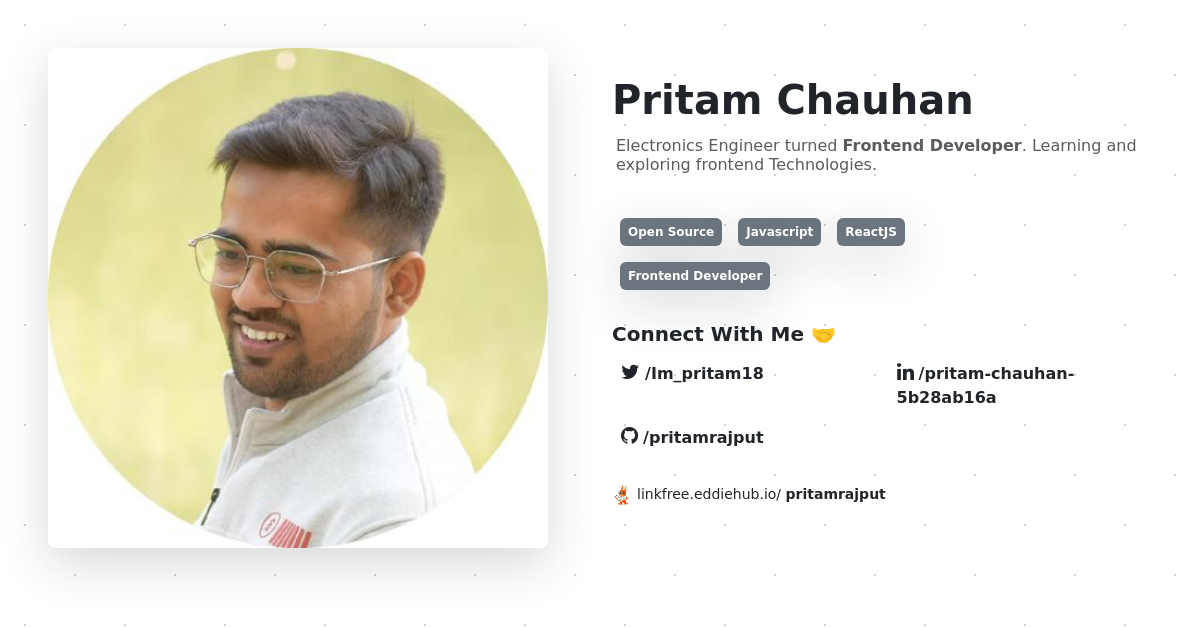 Pritam Chauhan
Electronics Engineer turned Frontend Developer. Learning and
exploring frontend Technologies.
Open Source Javascript ReactJS
Frontend Developer
Connect With Me 🤝
/Im_pritam18
/pritam-chauhan-
5b28ab16a
/pritamrajput
linkfree.eddiehub.io/ pritamrajput